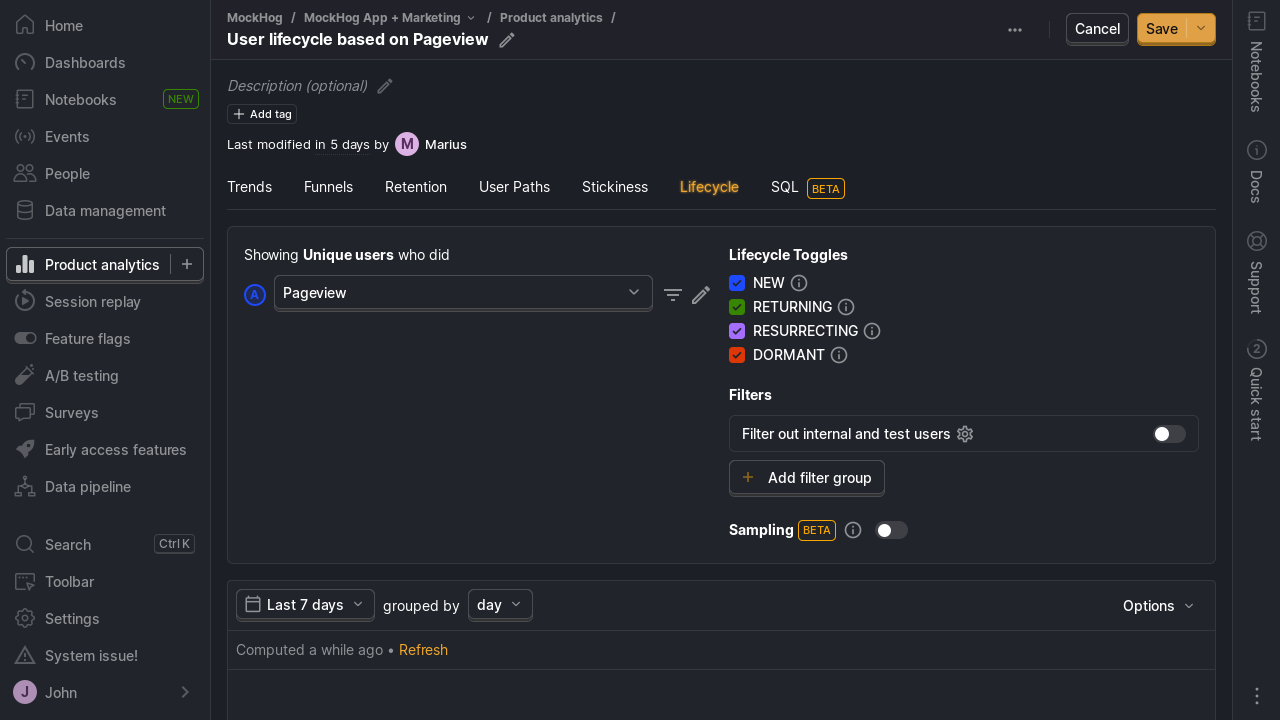 Home
Dashboards
Notebooks NEW
Events
People
Data management
Product analytics
Session replay
Feature flags
A/B testing
Surveys
Early access features
Data pipeline
Search Ctrl K
Toolbar
Settings
System issue!
J John
MockHog / MockHog App + Marketing / Product analytics /
User lifecycle based on Pageview
Cancel
Save
Description (optional)
Add tag
Last modified in 5 days by M Marius
Trends Funnels Retention User Paths Stickiness Lifecycle SQL BETA
Showing Unique users who did
A Pageview
Lifecycle Toggles
NEW
RETURNING
RESURRECTING
DORMANT
Filters
Filter out internal and test users
Add filter group
Sampling BETA
Last 7 days grouped by day
Options
Computed a while ago • Refresh
Notebooks
Docs
Support
2 Quick start